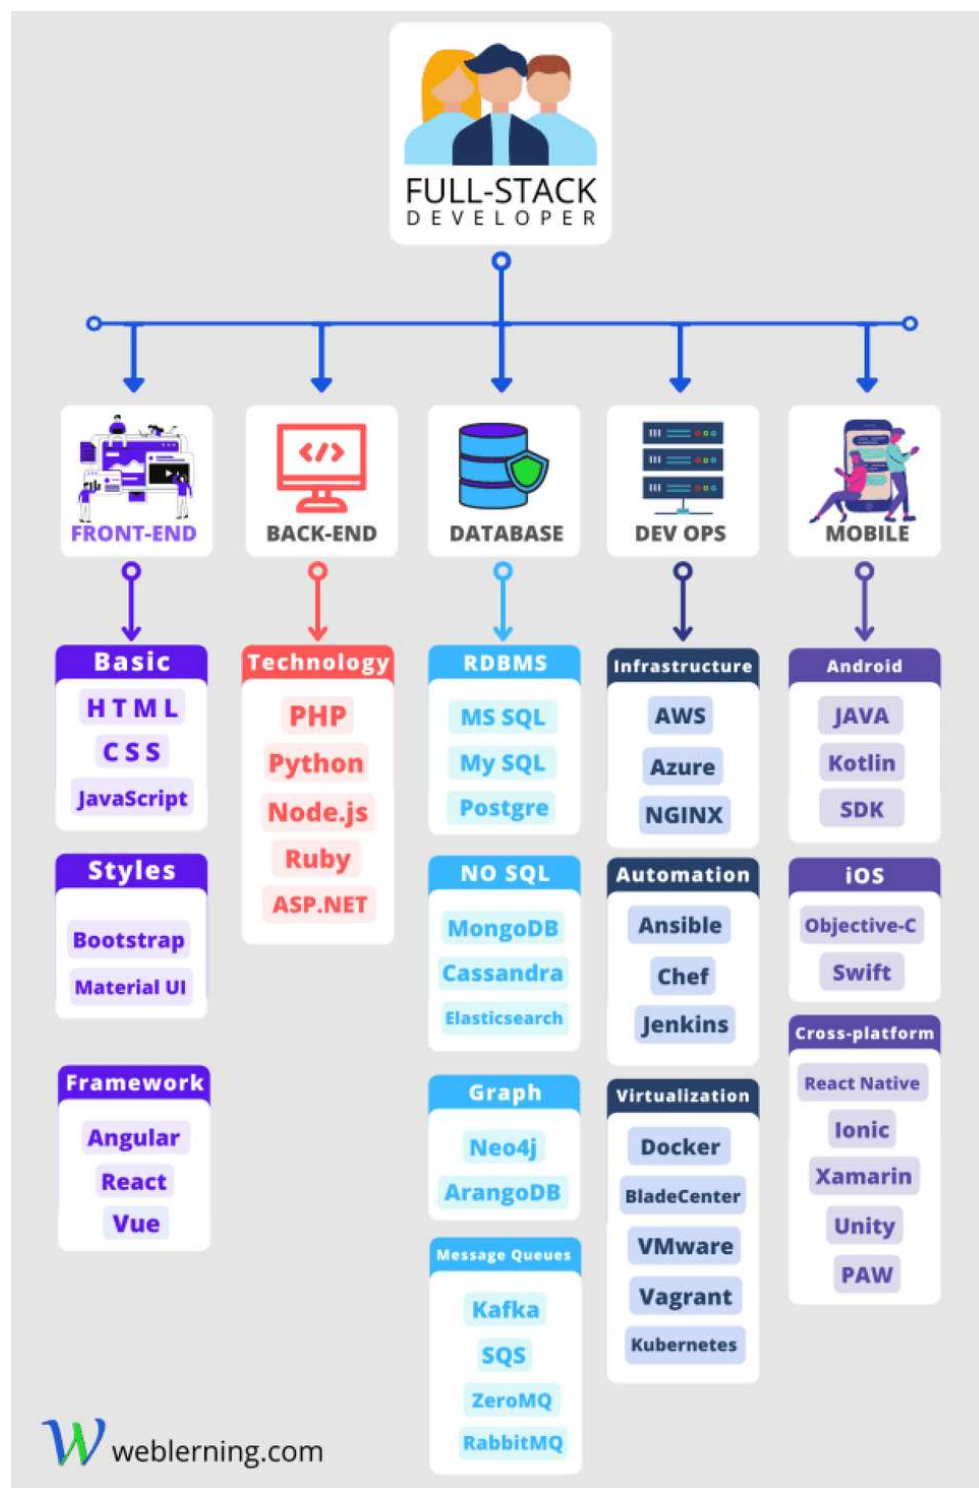 FULL-STACK
DEVELOPER
FRONT-END
BACK-END
DATABASE
DEV OPS
MOBILE
Basic
HTML
CSS
JavaScript
Styles
Bootstrap
Material UI
Framework
Angular
React
Vue
Technology
PHP
Python
Node.js
Ruby
ASP.NET
RDBMS
MS SQL
My SQL
Postgre
NO SQL
MongoDB
Cassandra
Elasticsearch
Graph
Neo4j
ArangoDB
Message Queues
Kafka
SQS
ZeroMQ
RabbitMQ
Infrastructure
AWS
Azure
NGINX
Automation
Ansible
Chef
Jenkins
Virtualization
Docker
BladeCenter
VMware
Vagrant
Kubernetes
Android
JAVA
Kotlin
SDK
iOS
Objective-C
Swift
Cross-platform
React Native
Ionic
Xamarin
Unity
PAW
W weblerning.com